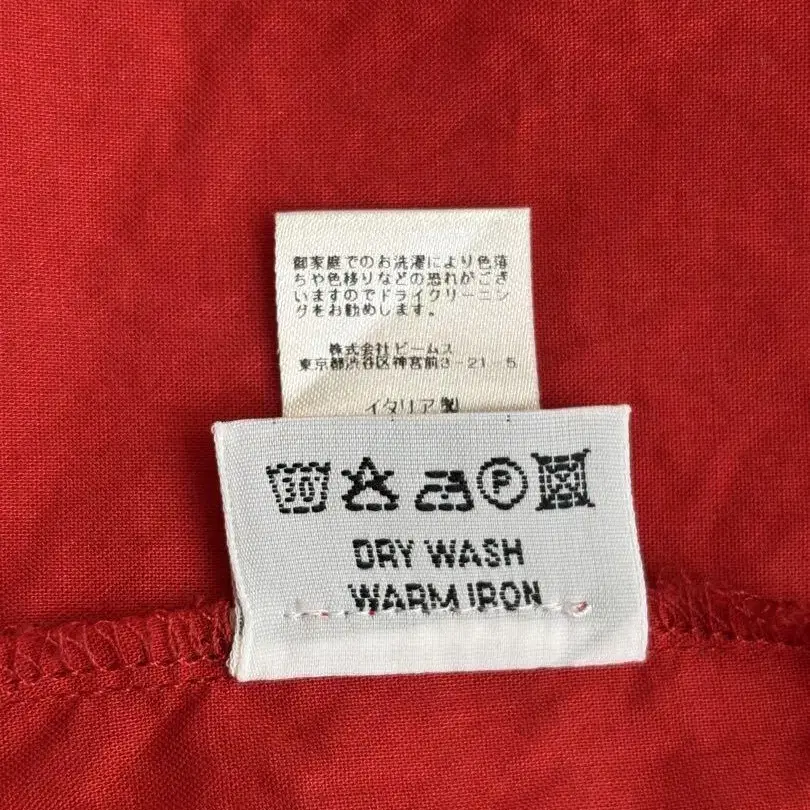 御家庭でのお洗濯により色落
ちや色移りなどの恐れがござ
いますのでドライクリーニン
グをお勧めします。
株式会社ビームス
東京都渋谷区神宮前3-21-5
イタリア製
30°
P
DRY WASH
WARM IRON